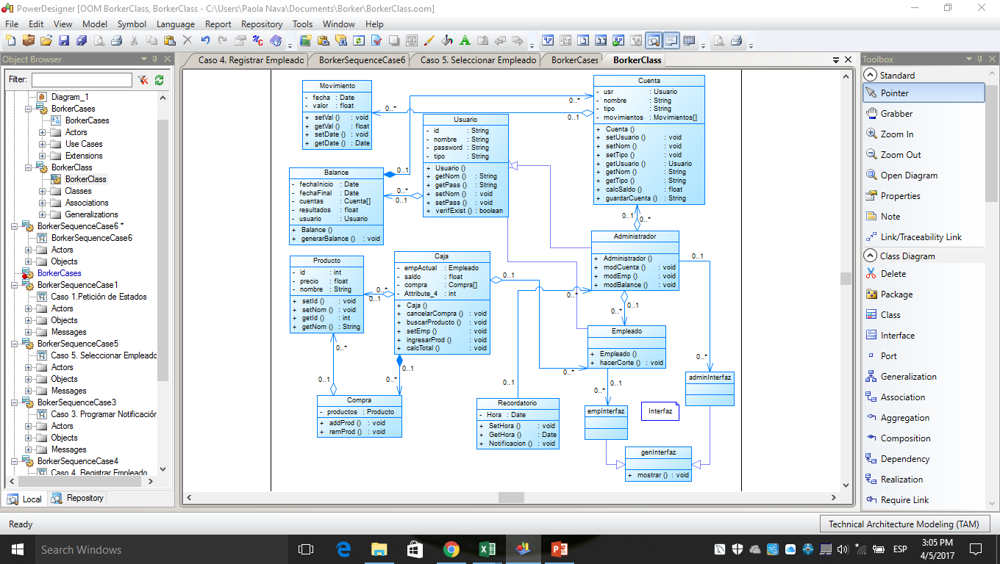 PowerDesigner [OOM BorkerClass, BorkerClass - C:\Users\Paola Nava\Documents\Borker\BorkerClass.oom]
File Edit View Model Symbol Language Report Repository Tools Window Help
Object Browser
Filter:
Diagram_1
BorkerCases
BorkerCases
Actors
Use Cases
Extensions
BorkerClass
BorkerClass
Classes
Associations
Generalizations
BorkerSequenceCase6 *
BorkerSequenceCase6
Actors
Objects
BorkerCases
BorkerSequenceCase1
Caso 1.Petición de Estados
Actors
Objects
Messages
BorkerSequenceCase5
Caso 5. Seleccionar Empleado
Actors
Objects
Messages
BokerSequenceCase3
Caso 3. Programar Notificación
Actors
Objects
Messages
BorkerSequenceCase4
Caso 4. Registrar Empleado
Local Repository
Caso 4. Registrar Empleado BorkerSequenceCase6 Caso 5. Seleccionar Empleado BorkerCases BorkerClass
Movimiento
- fecha : Date
- valor : float
+ setVal () : void
+ getVal () : float
+ setDate () : void
+ getDate () : Date
0..*
0..1
0..*
Usuario
- id : String
- nombre : String
- password : String
- tipo : String
+ Usuario ()
+ getNom () : String
+ getPass () : String
+ setNom () : void
+ setPass () : void
+ verifExist () : boolean
Cuenta
- usr : Usuario
- nombre : String
- tipo : String
- movimientos : Movimientos[]
+ Cuenta ()
+ setUsuario () : void
+ setNom () : void
+ setTipo () : void
+ getUsuario () : Usuario
+ getNom () : String
+ getTipo () : String
+ calcSaldo () : float
+ guardarCuenta () : String
Balance
- fechaInicio : Date
- fechaFinal : Date
- cuentas : Cuenta[]
- resultados : float
- usuario : Usuario
+ Balance ()
+ generarBalance () : void
0..1
0..*
0..1
0..1
0..*
Administrador
+ Administrador ()
+ modCuenta () : void
+ modEmp () : void
+ modBalance () : void
0..1
Producto
- id : int
- precio : float
- nombre : String
+ setId () : void
+ setNom () : void
+ getId () : int
+ getNom () : String
Caja
- empActual : Empleado
- saldo : float
- compra : Compra[]
- Attribute_4 : int
+ Caja ()
+ cancelarCompra () : void
+ buscarProducto () : void
+ setEmp () : void
+ ingresarProd () : void
+ calcTotal () : void
0..*
0..1
0..1
0..*
0..1
0..*
Empleado
+ Empleado ()
+ hacerCorte () : void
0..*
0..1
0..*
0..1
0..*
0..*
0..1
0..1
0..1
0..*
0..*
adminInterfaz
Compra
- productos : Producto
+ addProd () : void
+ remProd () : void
Recordatorio
- Hora : Date
+ SetHora () : void
+ GetHora () : Date
+ Notificacion () : void
empInterfaz
Interfaz
genInterfaz
+ mostrar () : void
Toolbox
Standard
Pointer
Grabber
Zoom In
Zoom Out
Open Diagram
Properties
Note
Link/Traceability Link
Class Diagram
Delete
Package
Class
Interface
Port
Generalization
Association
Aggregation
Composition
Dependency
Realization
Require Link
Ready
Technical Architecture Modeling (TAM)
Search Windows
ESP
3:05 PM
4/5/2017